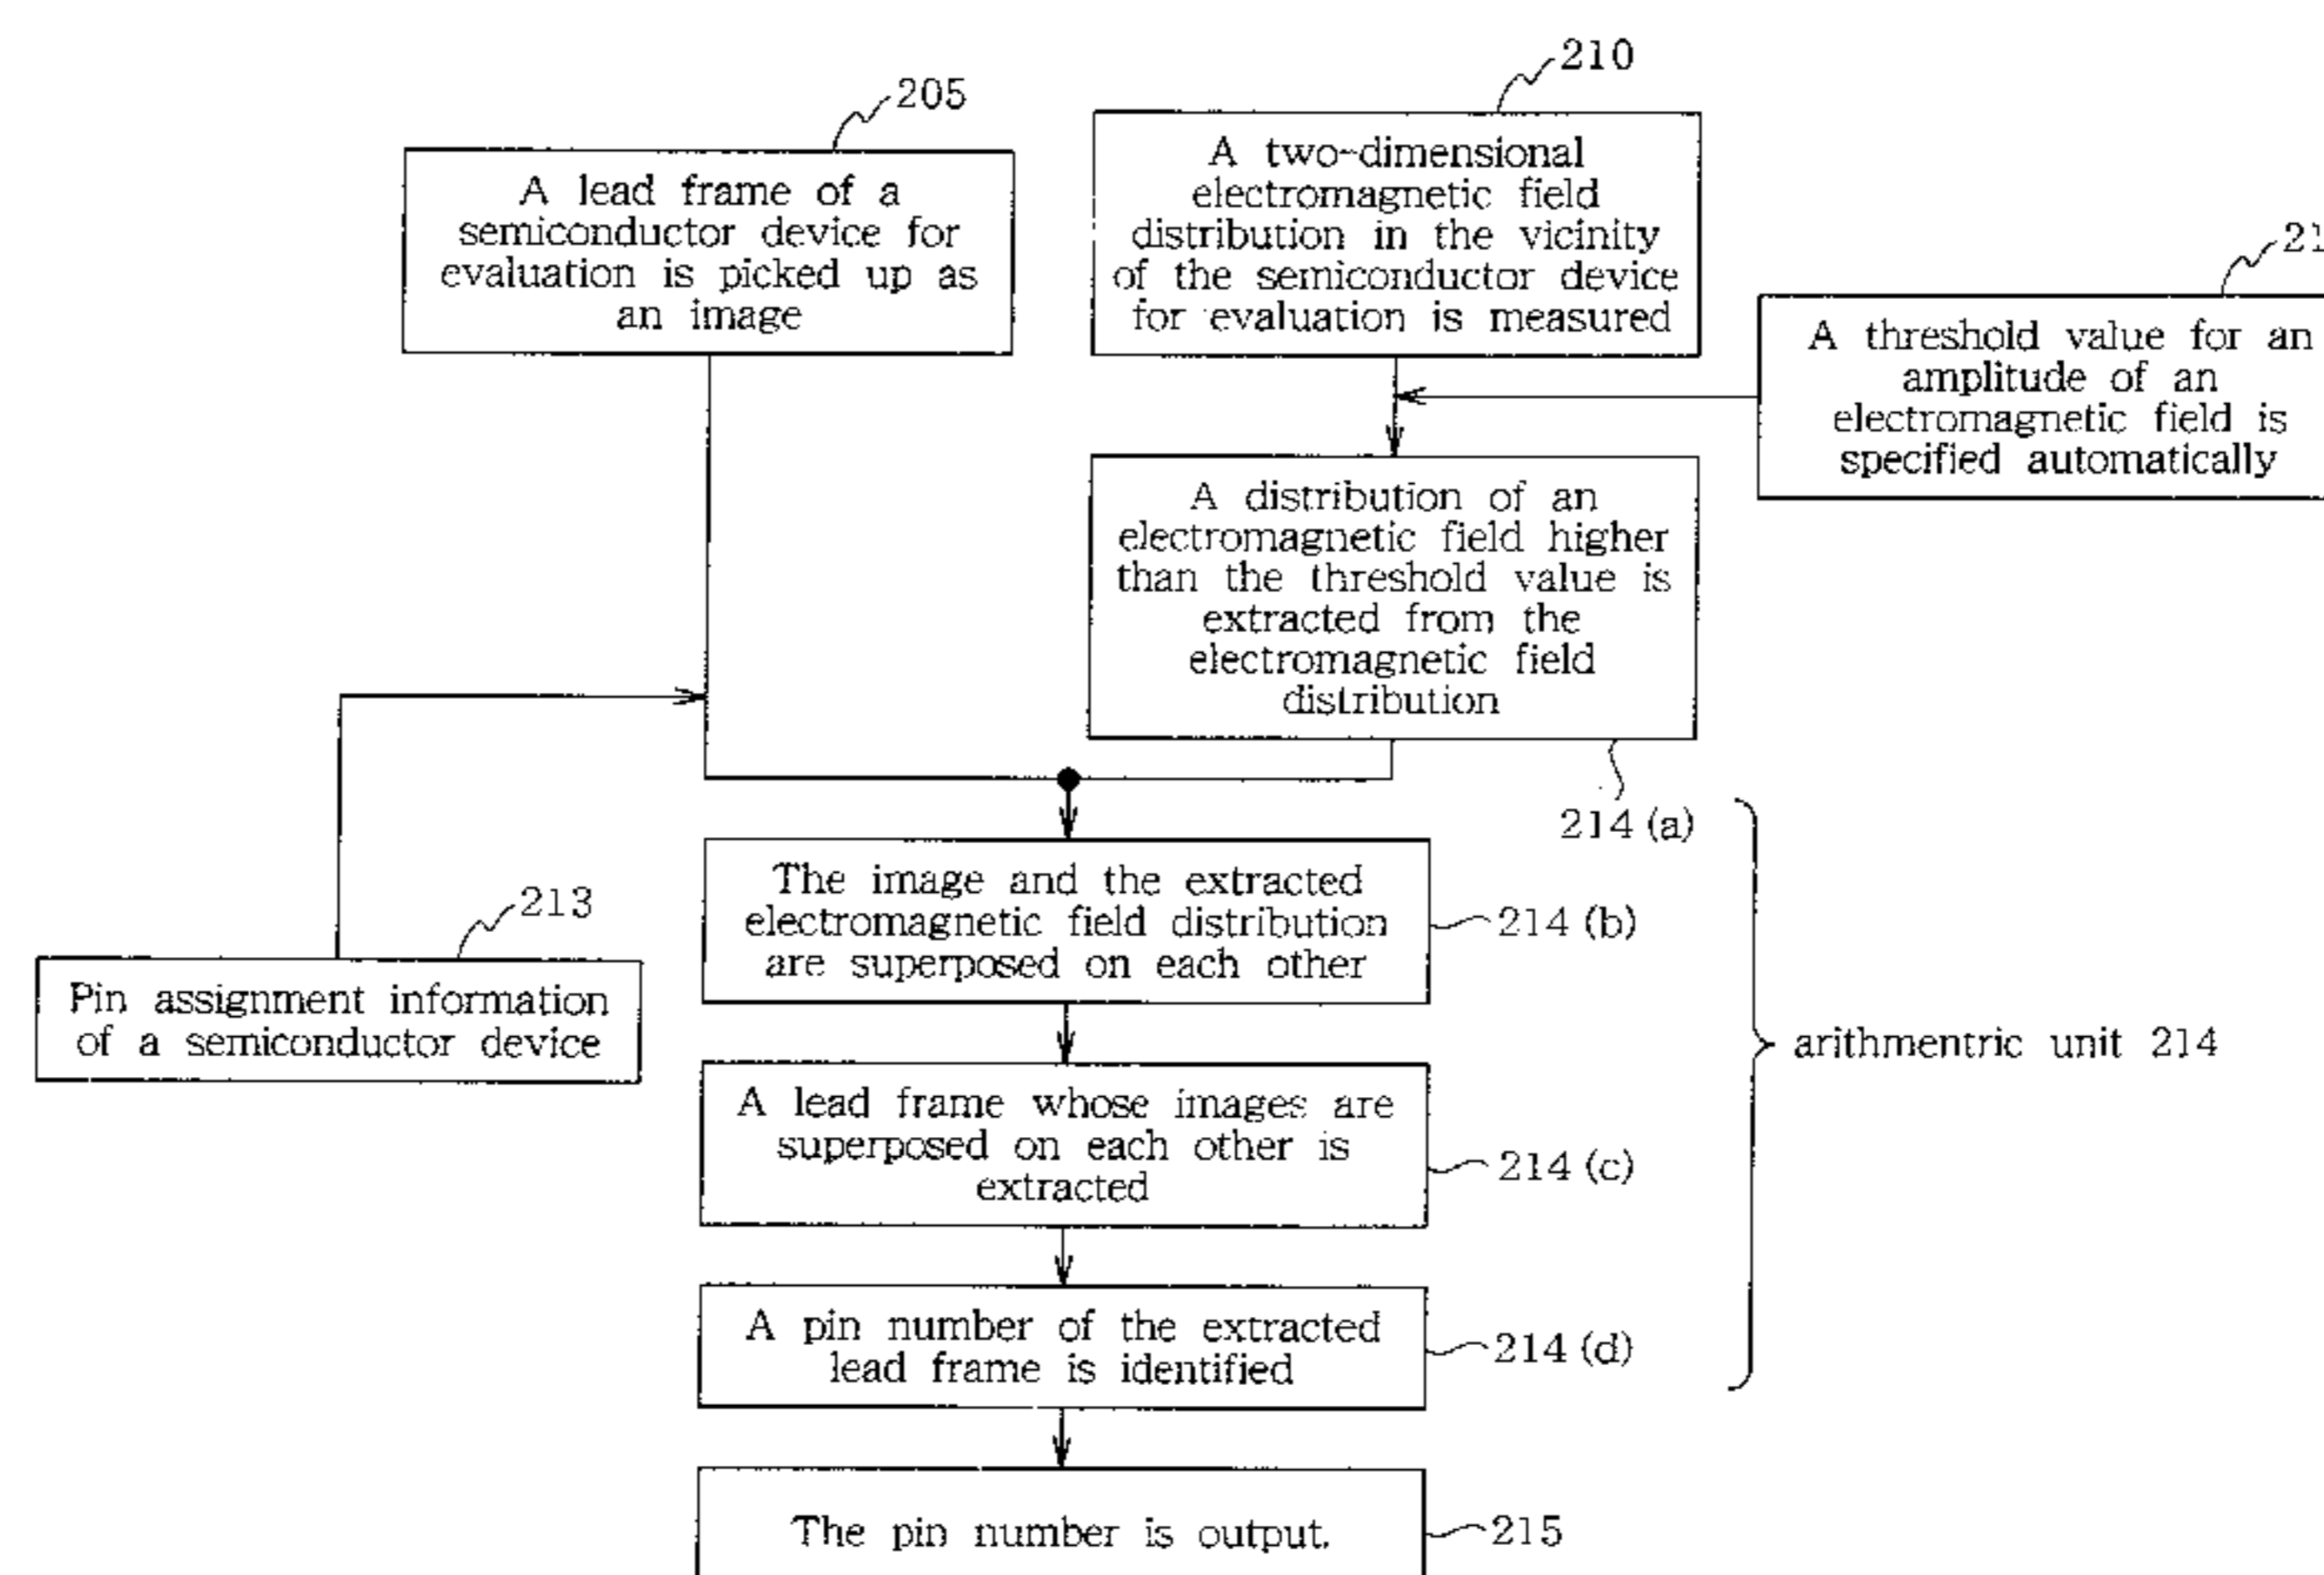 205
A lead frame of a
semiconductor device for
evaluation is picked up as
an image
210
A two-dimensional
electromagnetic field
distribution in the vicinity
of the semiconductor device
for evaluation is measured
A threshold value for an
amplitude of an
electromagnetic field is
specified automatically
A distribution of an
electromagnetic field higher
than the threshold value is
extracted from the
electromagnetic field
distribution
214 (a)
213
Pin assignment information
of a semiconductor device
The image and the extracted
electromagnetic field distribution
are superposed on each other
214 (b)
A lead frame whose images are
superposed on each other is
extracted
214 (c)
A pin number of the extracted
lead frame is identified
214 (d)
arithmentric unit 214
The pin number is output.
215